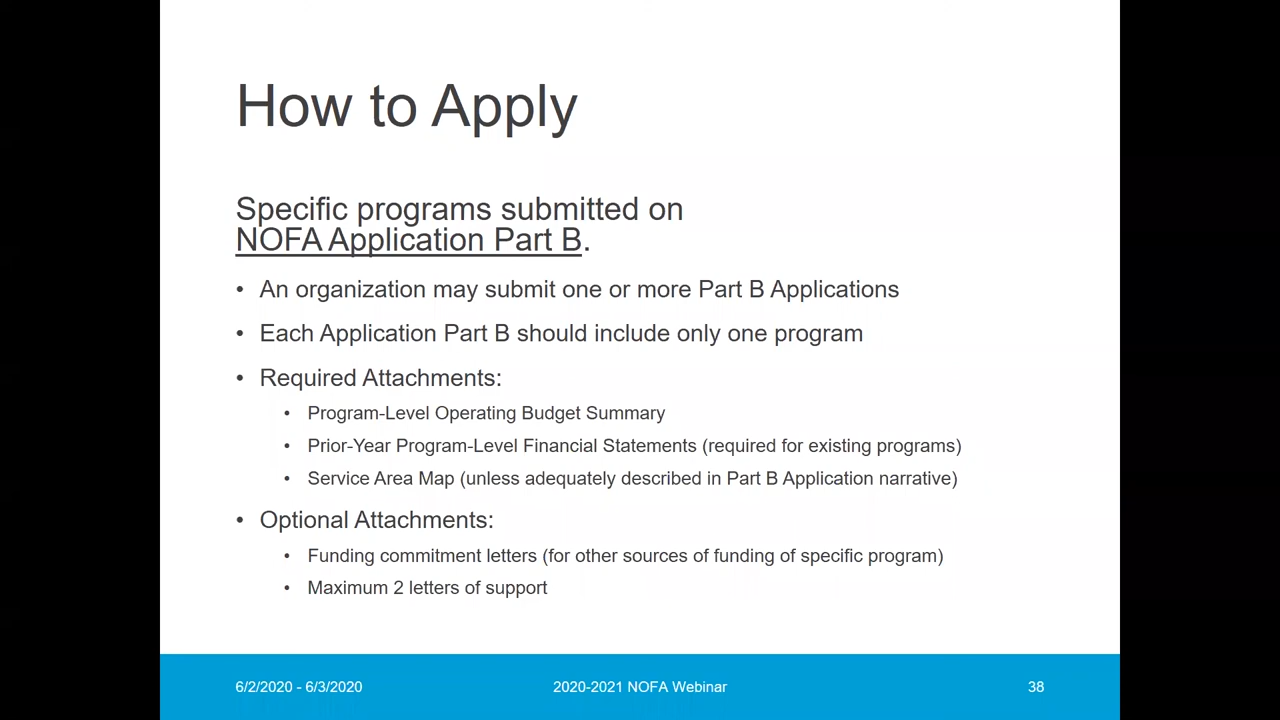 How to Apply
Specific programs submitted on
NOFA Application Part B.
• An organization may submit one or more Part B Applications
• Each Application Part B should include only one program
• Required Attachments:
• Program-Level Operating Budget Summary
• Prior-Year Program-Level Financial Statements (required for existing programs)
• Service Area Map (unless adequately described in Part B Application narrative)
• Optional Attachments:
• Funding commitment letters (for other sources of funding of specific program)
• Maximum 2 letters of support
6/2/2020 - 6/3/2020
2020-2021 NOFA Webinar
38